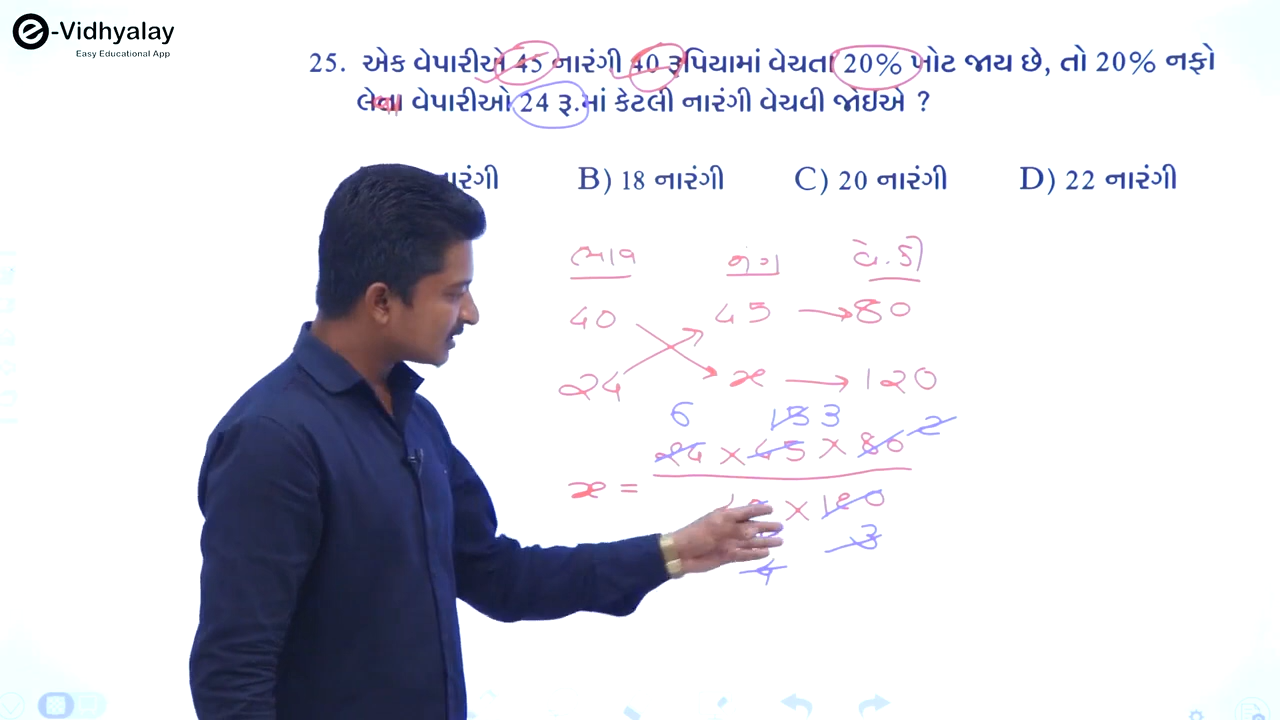 e-Vidhyalay
Easy Educational App
25. એક વેપારીએ 45 નારંગી 40 રૂપિયામાં વેચતા 20% ખોટ જાય છે, તો 20% નફો
લેવા વેપારીઓ 24 રૂ.માં કેટલી નારંગી વેચવી જોઇએ ?
નારંગી B) 18 નારંગી C) 20 નારંગી D) 22 નારંગી
ભાવ નંગ વે.કી
40 45 → 80
24 x → 120
6 15 3 2
24 × 45 × 80
x =
× 120
3
4